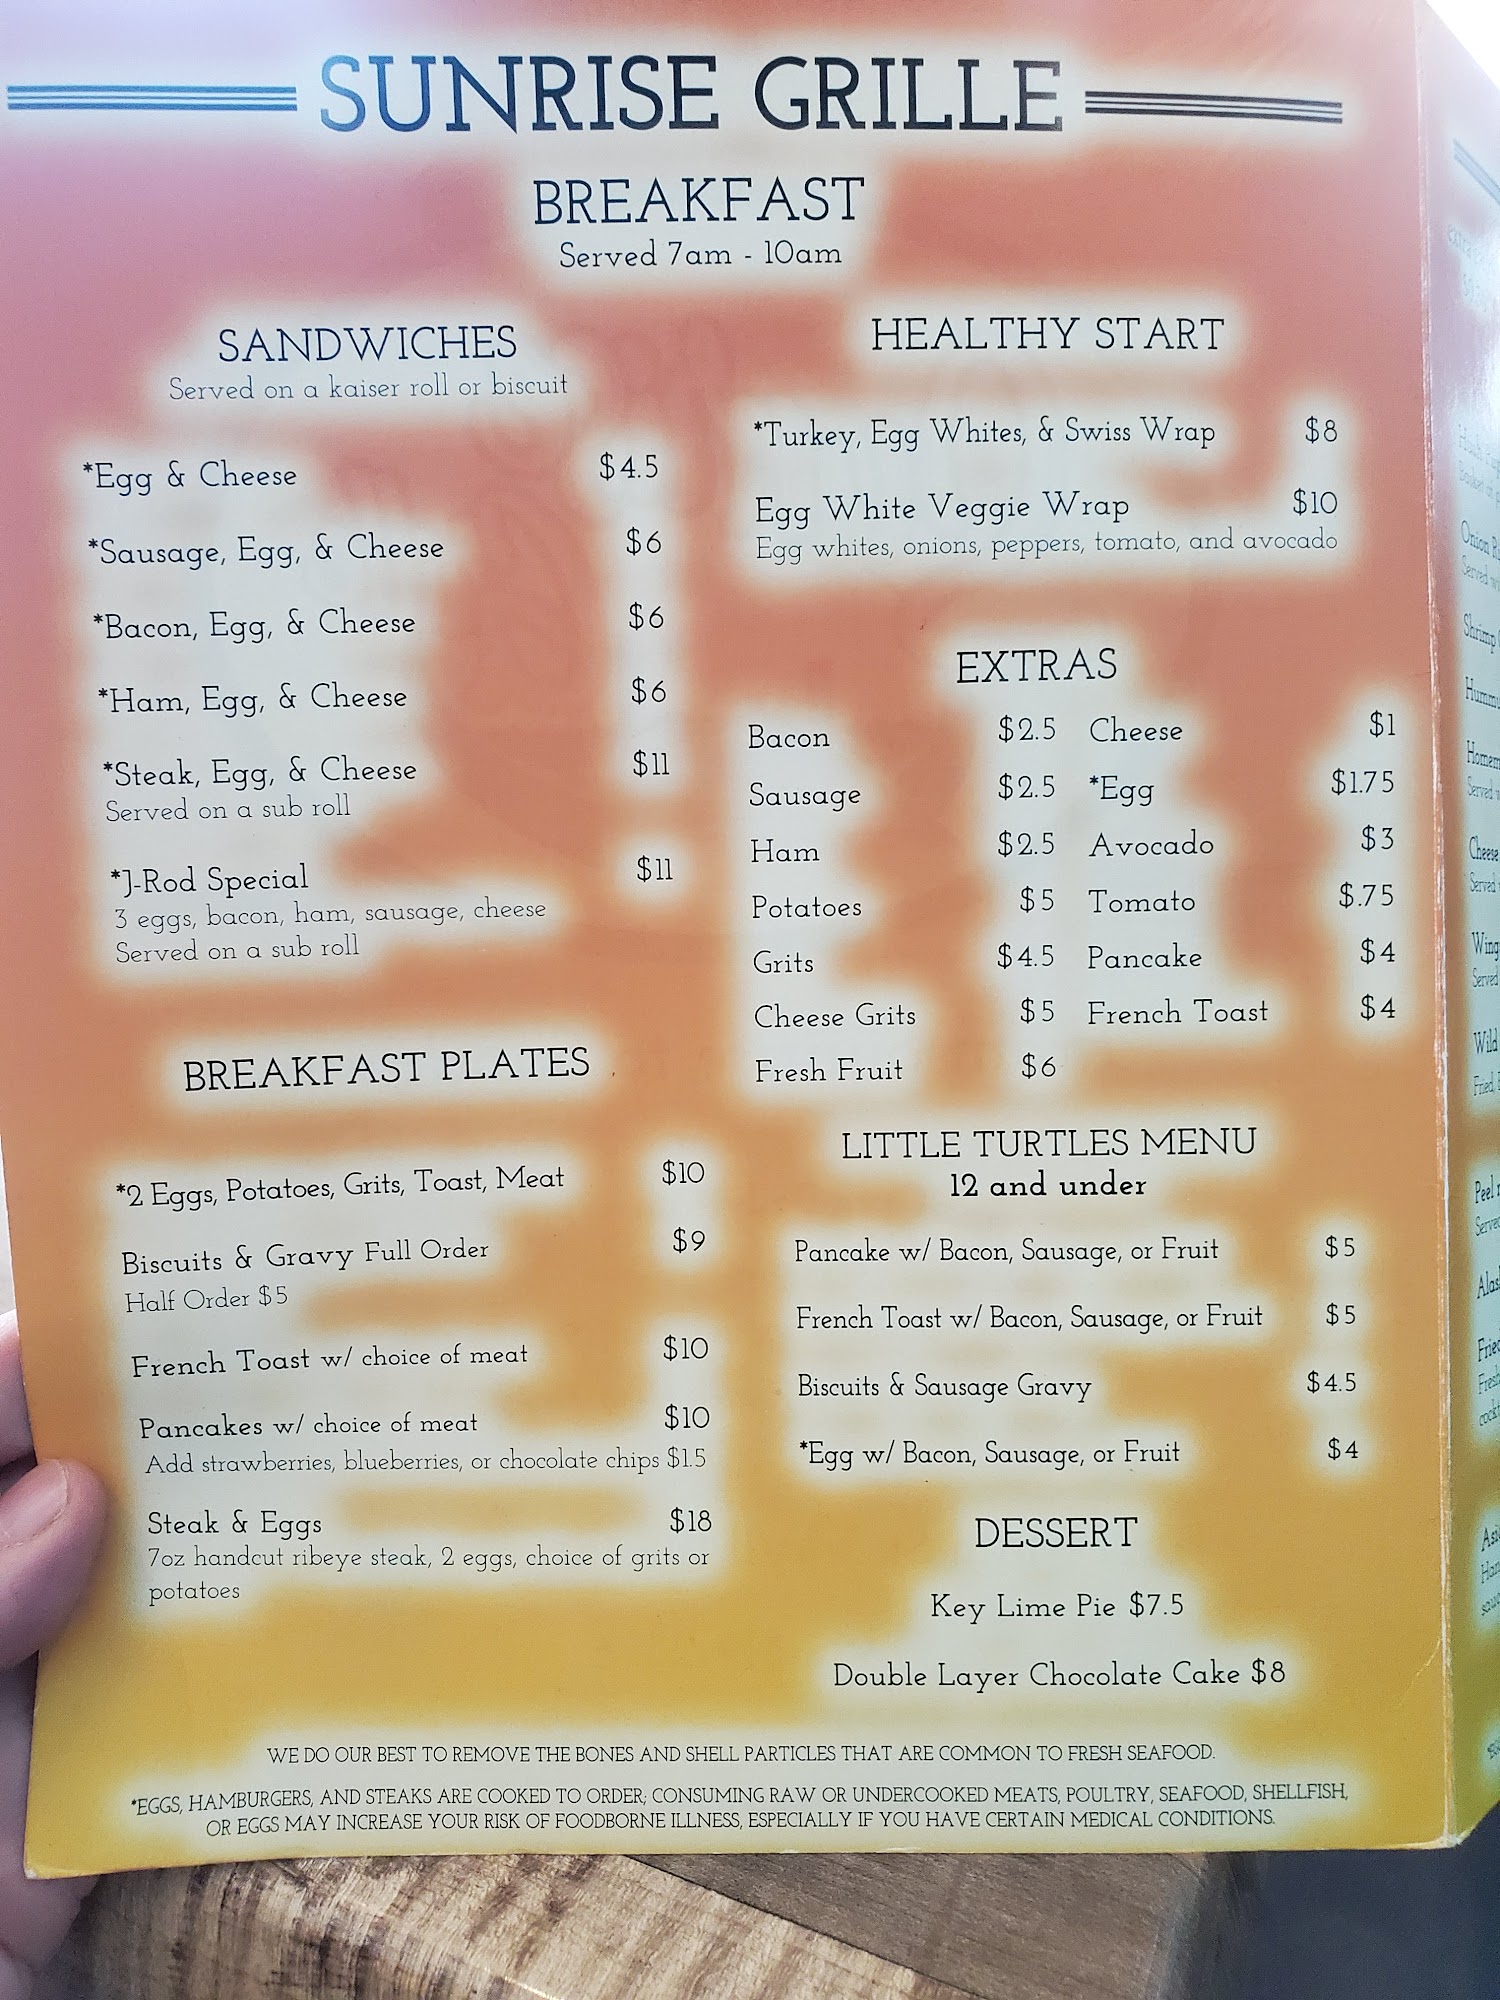 SUNRISE GRILLE
BREAKFAST
Served 7am - 10am
SANDWICHES
Served on a kaiser roll or biscuit
*Egg & Cheese $4.5
*Sausage, Egg, & Cheese $6
*Bacon, Egg, & Cheese $6
*Ham, Egg, & Cheese $6
*Steak, Egg, & Cheese $11
Served on a sub roll
*J-Rod Special $11
3 eggs, bacon, ham, sausage, cheese
Served on a sub roll
BREAKFAST PLATES
*2 Eggs, Potatoes, Grits, Toast, Meat $10
Biscuits & Gravy Full Order $9
Half Order $5
French Toast w/ choice of meat $10
Pancakes w/ choice of meat $10
Add strawberries, blueberries, or chocolate chips $1.5
Steak & Eggs $18
7oz handcut ribeye steak, 2 eggs, choice of grits or
potatoes
HEALTHY START
*Turkey, Egg Whites, & Swiss Wrap $8
Egg White Veggie Wrap $10
Egg whites, onions, peppers, tomato, and avocado
EXTRAS
Bacon $2.5 Cheese $1
Sausage $2.5 *Egg $1.75
Ham $2.5 Avocado $3
Potatoes $5 Tomato $.75
Grits $4.5 Pancake $4
Cheese Grits $5 French Toast $4
Fresh Fruit $6
LITTLE TURTLES MENU
12 and under
Pancake w/ Bacon, Sausage, or Fruit $5
French Toast w/ Bacon, Sausage, or Fruit $5
Biscuits & Sausage Gravy $4.5
*Egg w/ Bacon, Sausage, or Fruit $4
DESSERT
Key Lime Pie $7.5
Double Layer Chocolate Cake $8
WE DO OUR BEST TO REMOVE THE BONES AND SHELL PARTICLES THAT ARE COMMON TO FRESH SEAFOOD.
*EGGS, HAMBURGERS, AND STEAKS ARE COOKED TO ORDER; CONSUMING RAW OR UNDERCOOKED MEATS, POULTRY, SEAFOOD, SHELLFISH,
OR EGGS MAY INCREASE YOUR RISK OF FOODBORNE ILLNESS, ESPECIALLY IF YOU HAVE CERTAIN MEDICAL CONDITIONS.
Onion
Served
Shrimp
Cheese
Served
Wing
Served
Wild
Fried,
Peel